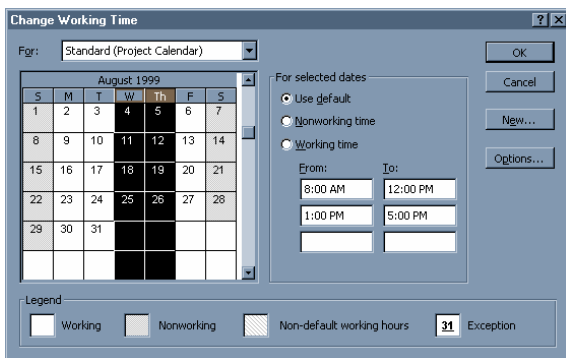 Change Working Time
For: Standard (Project Calendar)
August 1999
S M T W Th F S
1 2 3 4 5 6 7
8 9 10 11 12 13 14
15 16 17 18 19 20 21
22 23 24 25 26 27 28
29 30 31
For selected dates
Use default
Nonworking time
Working time
From: To:
8:00 AM 12:00 PM
1:00 PM 5:00 PM
OK
Cancel
New...
Options...
Legend
Working Nonworking Non-default working hours 31 Exception